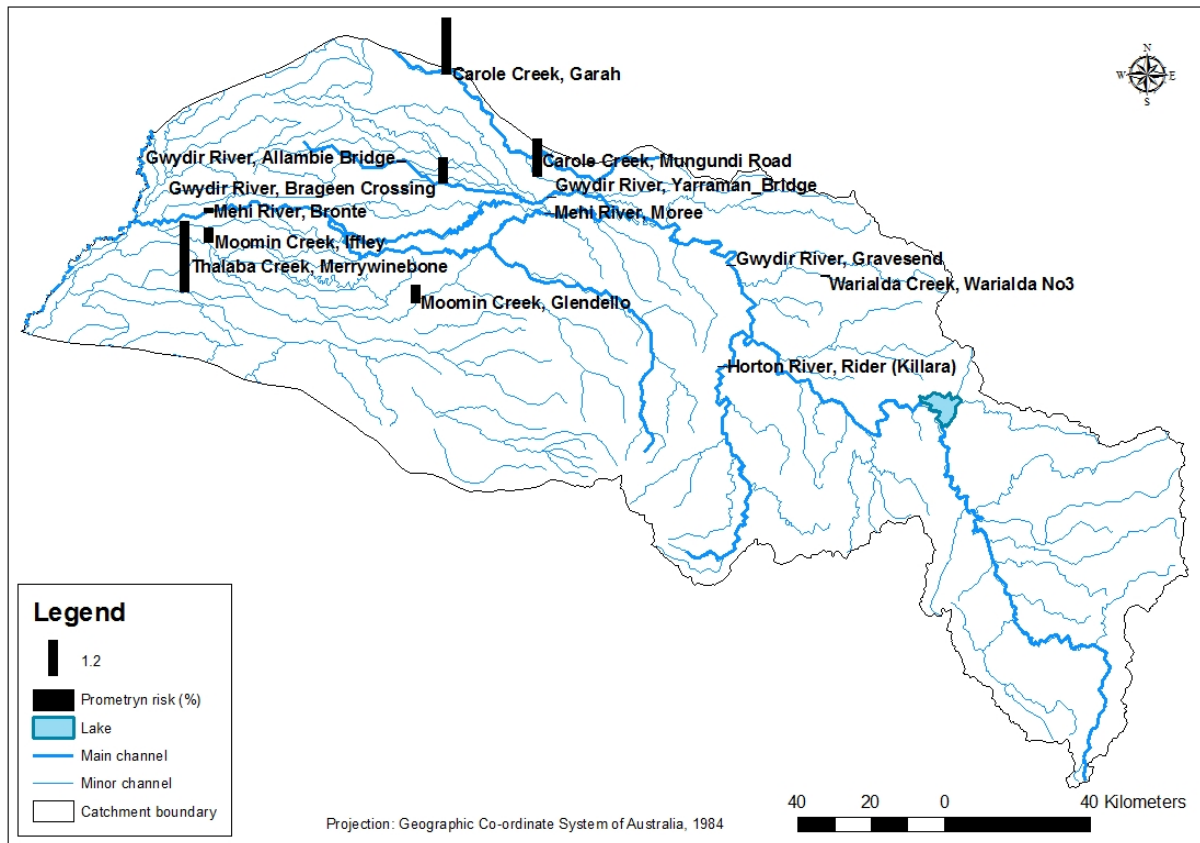 N
W E
S
Carole Creek, Garah
Gwydir River, Allambie Bridge
Carole Creek, Mungundi Road
Gwydir River, Brageen Crossing
Gwydir River, Yarraman_Bridge
Mehi River, Bronte
Mehi River, Moree
Moomin Creek, Iffley
Thalaba Creek, Merrywinebone
Gwydir River, Gravesend
Warialda Creek, Warialda No3
Moomin Creek, Glendello
Horton River, Rider (Killara)
Legend
1.2
Prometryn risk (%)
Lake
Main channel
Minor channel
Catchment boundary
40 20 0 40 Kilometers
Projection: Geographic Co-ordinate System of Australia, 1984